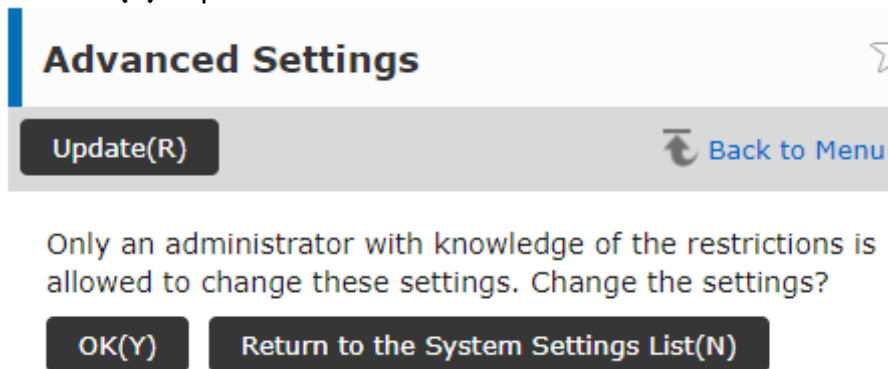 Advanced Settings
Update(R)
Back to Menu
Only an administrator with knowledge of the restrictions is
allowed to change these settings. Change the settings?
OK(Y)
Return to the System Settings List(N)